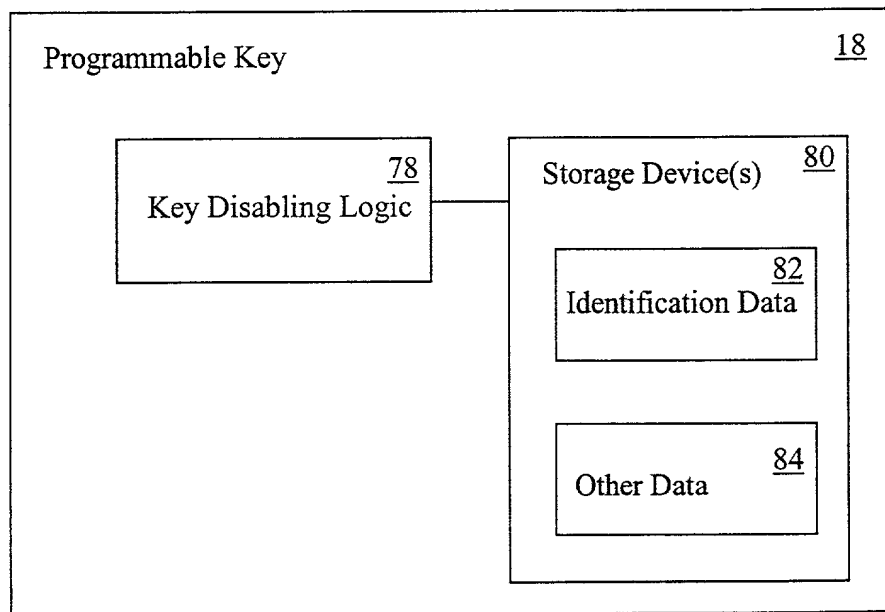 Programmable Key 18
78
Key Disabling Logic
Storage Device(s) 80
82
Identification Data
84
Other Data